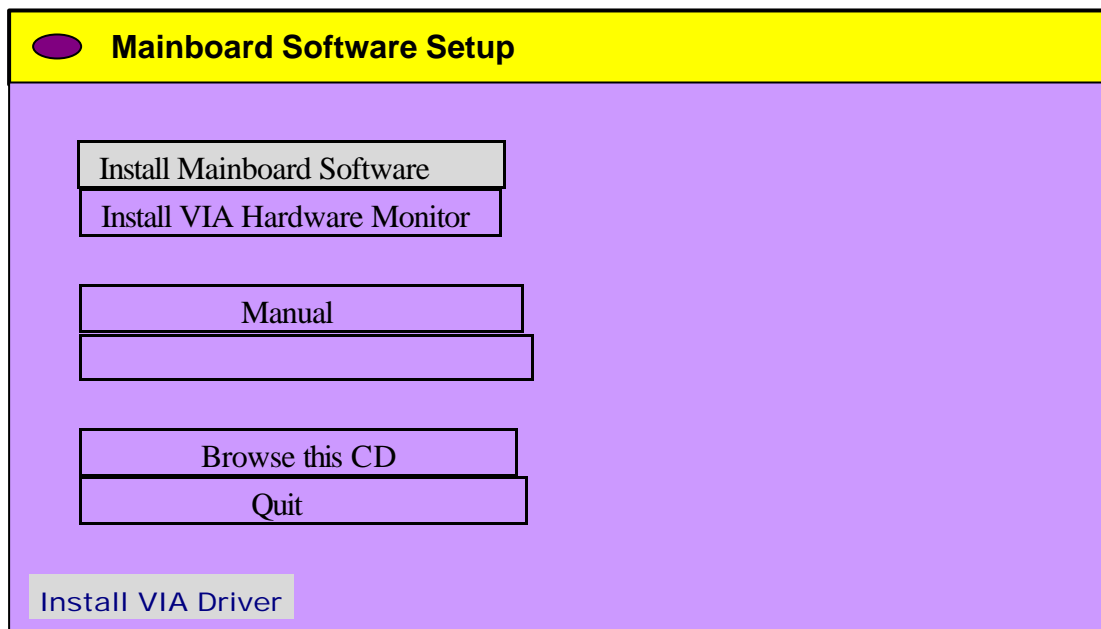 Mainboard Software Setup
Install Mainboard Software
Install VIA Hardware Monitor
Manual
Browse this CD
Quit
Install VIA Driver